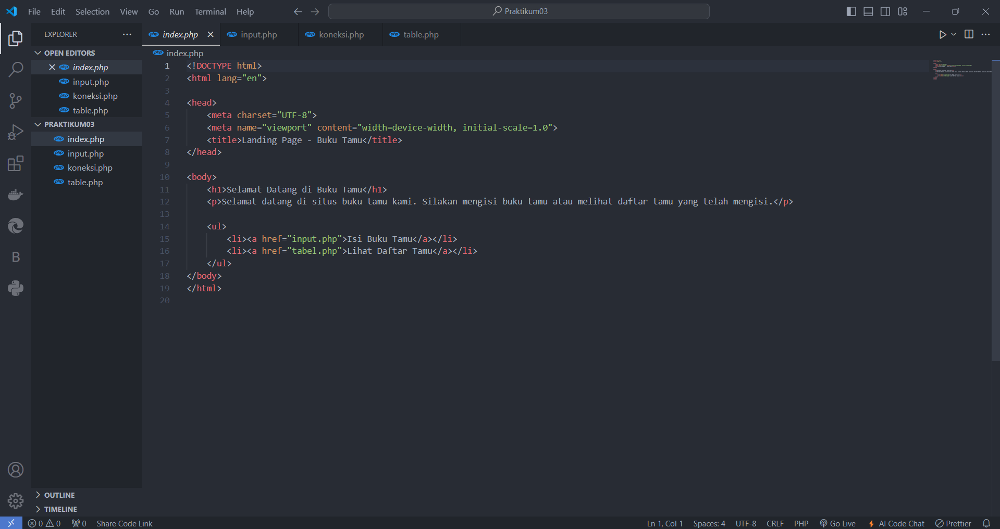 File Edit Selection View Go Run Terminal Help Praktikum03
EXPLORER
OPEN EDITORS
index.php
input.php
koneksi.php
table.php
PRAKTIKUM03
index.php
input.php
koneksi.php
table.php
OUTLINE
TIMELINE
index.php input.php koneksi.php table.php
index.php
1 <!DOCTYPE html>
2 <html lang="en">
3
4 <head>
5 <meta charset="UTF-8">
6 <meta name="viewport" content="width=device-width, initial-scale=1.0">
7 <title>Landing Page - Buku Tamu</title>
8 </head>
9
10 <body>
11 <h1>Selamat Datang di Buku Tamu</h1>
12 <p>Selamat datang di situs buku tamu kami. Silakan mengisi buku tamu atau melihat daftar tamu yang telah mengisi.</p>
13
14 <ul>
15 <li><a href="input.php">Isi Buku Tamu</a></li>
16 <li><a href="tabel.php">Lihat Daftar Tamu</a></li>
17 </ul>
18 </body>
19 </html>
20
0 0 0 Share Code Link Ln 1, Col 1 Spaces: 4 UTF-8 CRLF PHP Go Live AI Code Chat Prettier